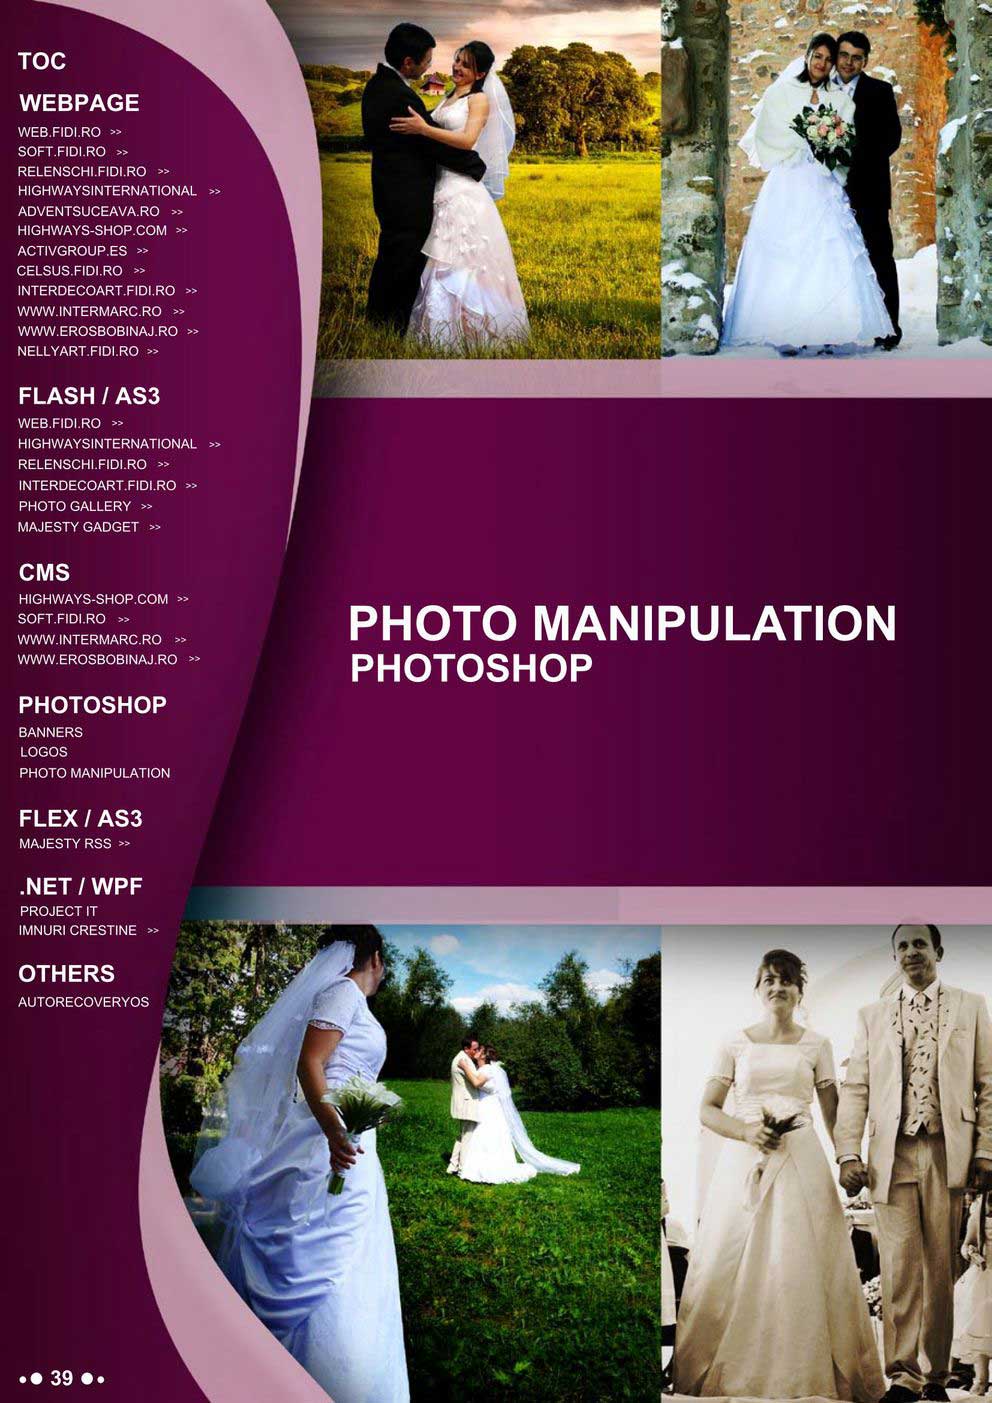 TOC
WEBPAGE
WEB.FIDI.RO >>
SOFT.FIDI.RO >>
RELENSCHI.FIDI.RO >>
HIGHWAYSINTERNATIONAL >>
ADVENTSUCEAVA.RO >>
HIGHWAYS-SHOP.COM >>
ACTIVGROUP.ES >>
CELSUS.FIDI.RO >>
INTERDECOART.FIDI.RO >>
WWW.INTERMARC.RO >>
WWW.EROSBOBINAJ.RO >>
NELLYART.FIDI.RO >>
FLASH / AS3
WEB.FIDI.RO >>
HIGHWAYSINTERNATIONAL >>
RELENSCHI.FIDI.RO >>
INTERDECOART.FIDI.RO >>
PHOTO GALLERY >>
MAJESTY GADGET >>
CMS
HIGHWAYS-SHOP.COM >>
SOFT.FIDI.RO >>
WWW.INTERMARC.RO >>
WWW.EROSBOBINAJ.RO >>
PHOTOSHOP
BANNERS
LOGOS
PHOTO MANIPULATION
FLEX / AS3
MAJESTY RSS >>
.NET / WPF
PROJECT IT
IMNURI CRESTINE >>
OTHERS
AUTORECOVERYOS
39
PHOTO MANIPULATION
PHOTOSHOP